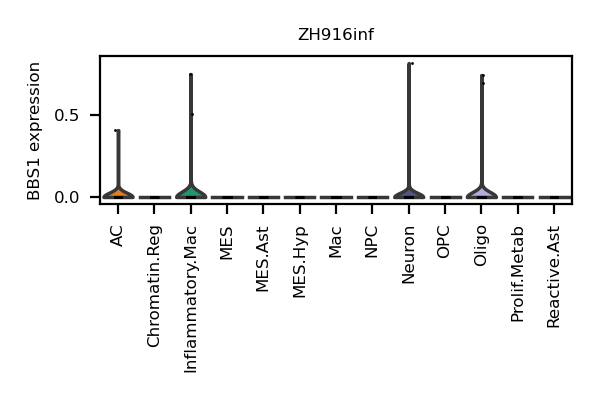 ZH916inf
BBS1 expression
0.5
0.0
AC
Chromatin.Reg
Inflammatory.Mac
MES
MES.Ast
MES.Hyp
Mac
NPC
Neuron
OPC
Oligo
Prolif.Metab
Reactive.Ast